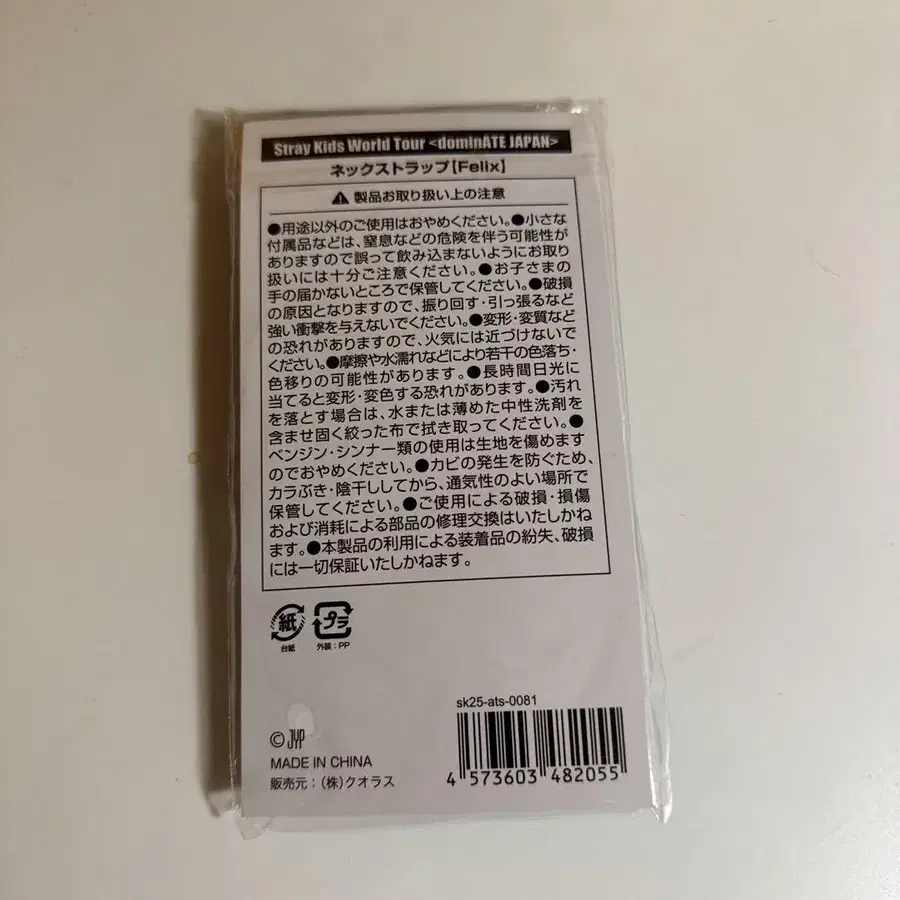 Stray Kids World Tour <dominATE JAPAN>
ネックストラップ【Felix】
製品お取り扱い上の注意
●用途以外のご使用はおやめください。●小さな
付属品などは、窒息などの危険を伴う可能性が
ありますので誤って飲み込まないようにお取り
扱いには十分ご注意ください。●お子さまの
手の届かないところで保管してください。●破損
の原因となりますので、振り回す・引っ張るなど
強い衝撃を与えないでください。●変形・変質など
の恐れがありますので、火気には近づけないで
ください。●摩擦や水濡れなどにより若干の色落ち・
色移りの可能性があります。●長時間日光に
当てると変形・変色する恐れがあります。●汚れ
を落とす場合は、水または薄めた中性洗剤を
含ませ固く絞った布で拭き取ってください。●
ベンジン・シンナー類の使用は生地を傷めます
のでおやめください。●カビの発生を防ぐため、
カラぶき・陰干ししてから、通気性のよい場所で
保管してください。●ご使用による破損・損傷
および消耗による部品の修理交換はいたしかね
ます。●本製品の利用による装着品の紛失、破損
には一切保証いたしかねます。
紙
台紙
プラ
外装:PP
sk25-ats-0081
© JYP
MADE IN CHINA
販売元:(株)クオラス
4 573603 482055